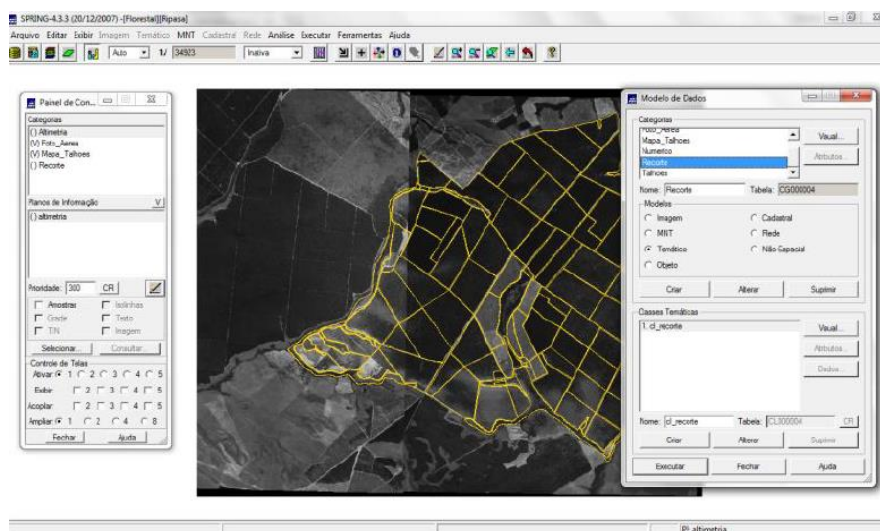 SPRING-4.3.3 (20/12/2007) -[Florestal][Ripasa]
Arquivo Editar Exibir Imagem Temático MNT Cadastral Rede Análise Executar Ferramentas Ajuda
Auto 1/ 34923 Inativa
Painel de Con...
Categorias
() Altimetria
(V) Foto_Aerea
(V) Mapa_Talhoes
() Recorte
Planos de Informação V
() altimetria
Prioridade: 300 CR
Amostras Isolinhas
Grade Texto
TIN Imagem
Selecionar... Consultar...
Controle de Telas
Ativar 1 2 3 4 5
Exibir 2 3 4 5
Acoplar 2 3 4 5
Ampliar 1 2 4 8
Fechar Ajuda
Modelo de Dados
Categorias
Foto_Aerea
Mapa_Talhoes
Numerico
Recorte
Talhoes
Visual...
Atributos...
Nome: Recorte Tabela: CG000004
Modelos
Imagem Cadastral
MNT Rede
Temático Não-Espacial
Objeto
Criar Alterar Suprimir
Classes Temáticas
1. cl_recorte
Visual...
Atributos...
Dados...
Nome: cl_recorte Tabela: CL000004 CR
Criar Alterar Suprimir
Executar Fechar Ajuda
PI: altimetria